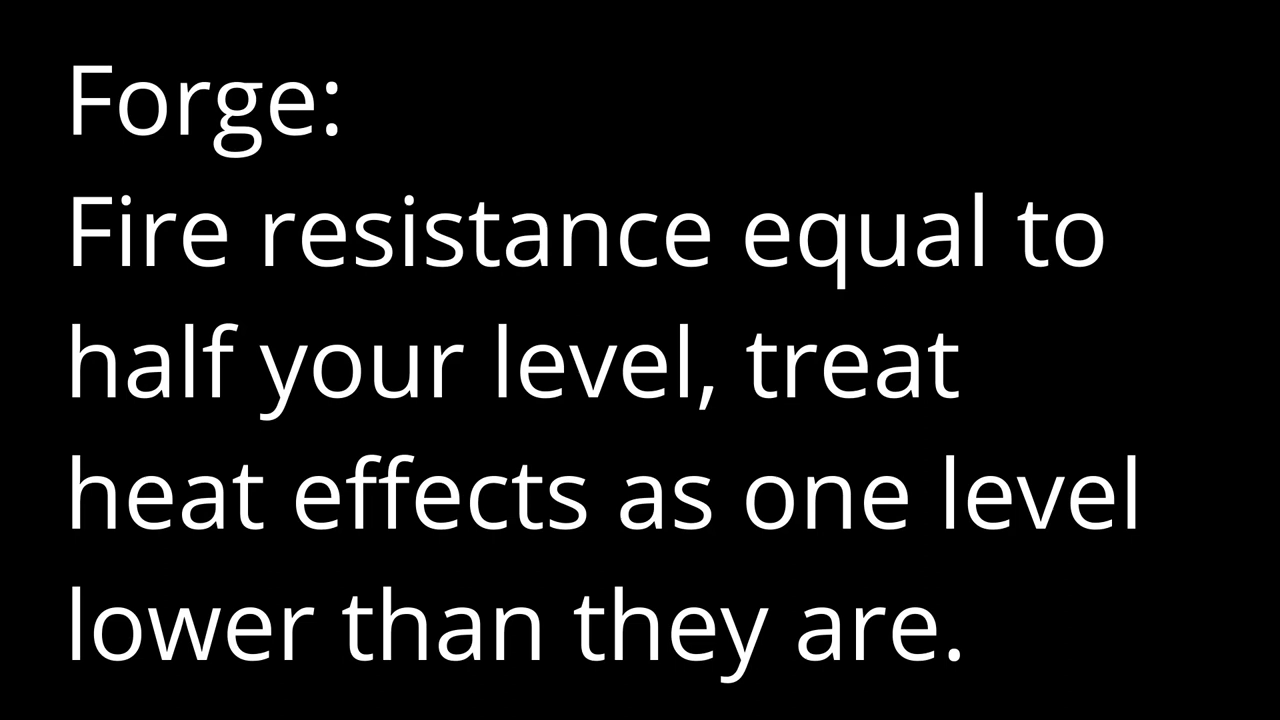 Forge:
Fire resistance equal to
half your level, treat
heat effects as one level
lower than they are.